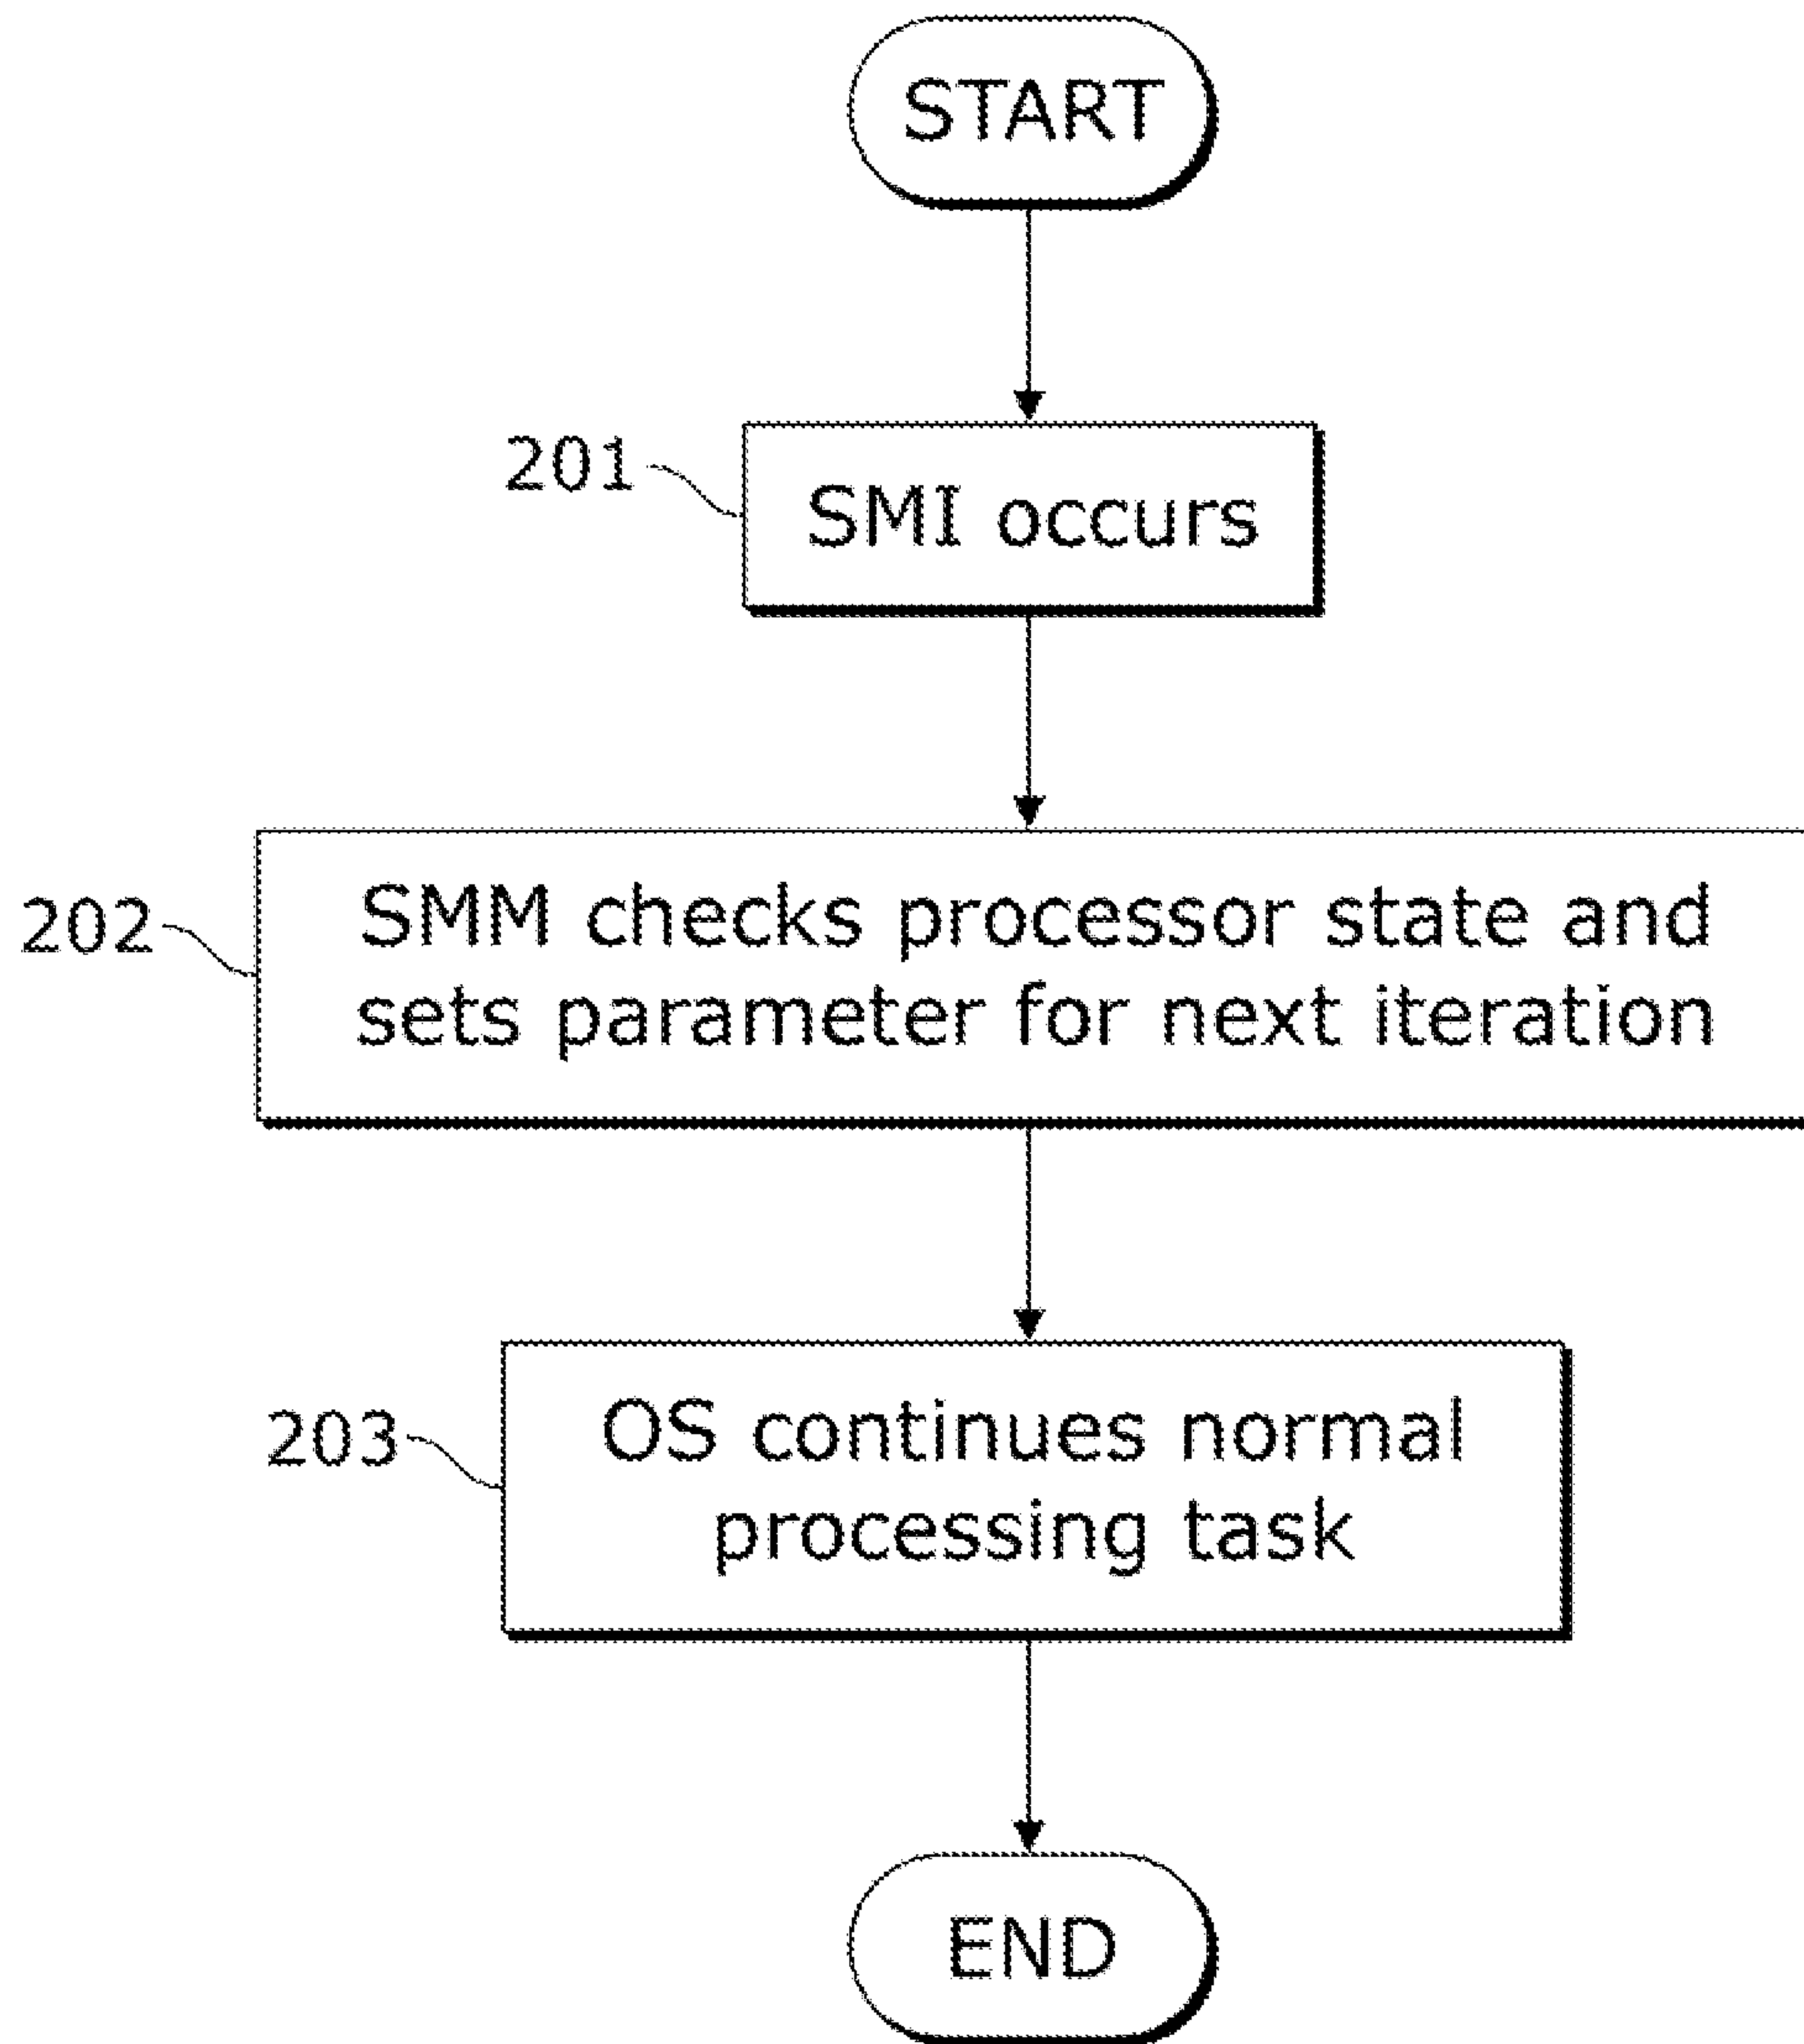 START
201
SMI occurs
202
SMM checks processor state and
sets parameter for next iteration
203
OS continues normal
processing task
END